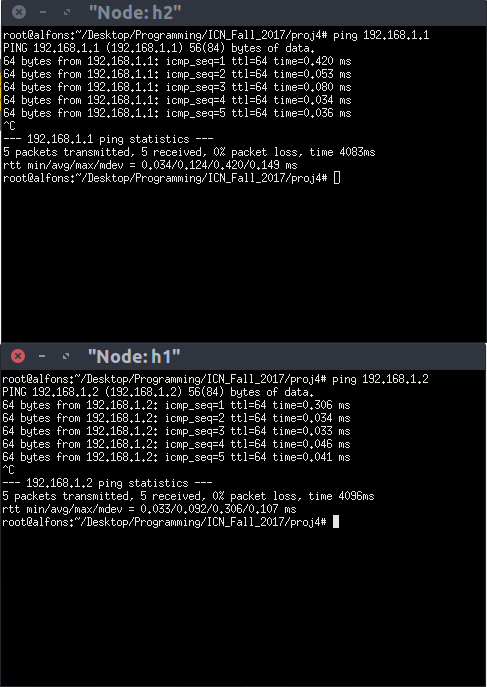 "Node: h2"
root@alfons:~/Desktop/Programming/ICN_Fall_2017/proj4# ping 192.168.1.1
PING 192.168.1.1 (192.168.1.1) 56(84) bytes of data.
64 bytes from 192.168.1.1: icmp_seq=1 ttl=64 time=0.420 ms
64 bytes from 192.168.1.1: icmp_seq=2 ttl=64 time=0.053 ms
64 bytes from 192.168.1.1: icmp_seq=3 ttl=64 time=0.080 ms
64 bytes from 192.168.1.1: icmp_seq=4 ttl=64 time=0.034 ms
64 bytes from 192.168.1.1: icmp_seq=5 ttl=64 time=0.036 ms
^C
--- 192.168.1.1 ping statistics ---
5 packets transmitted, 5 received, 0% packet loss, time 4083ms
rtt min/avg/max/mdev = 0.034/0.124/0.420/0.149 ms
root@alfons:~/Desktop/Programming/ICN_Fall_2017/proj4#
"Node: h1"
root@alfons:~/Desktop/Programming/ICN_Fall_2017/proj4# ping 192.168.1.2
PING 192.168.1.2 (192.168.1.2) 56(84) bytes of data.
64 bytes from 192.168.1.2: icmp_seq=1 ttl=64 time=0.306 ms
64 bytes from 192.168.1.2: icmp_seq=2 ttl=64 time=0.034 ms
64 bytes from 192.168.1.2: icmp_seq=3 ttl=64 time=0.033 ms
64 bytes from 192.168.1.2: icmp_seq=4 ttl=64 time=0.046 ms
64 bytes from 192.168.1.2: icmp_seq=5 ttl=64 time=0.041 ms
^C
--- 192.168.1.2 ping statistics ---
5 packets transmitted, 5 received, 0% packet loss, time 4096ms
rtt min/avg/max/mdev = 0.033/0.092/0.306/0.107 ms
root@alfons:~/Desktop/Programming/ICN_Fall_2017/proj4#